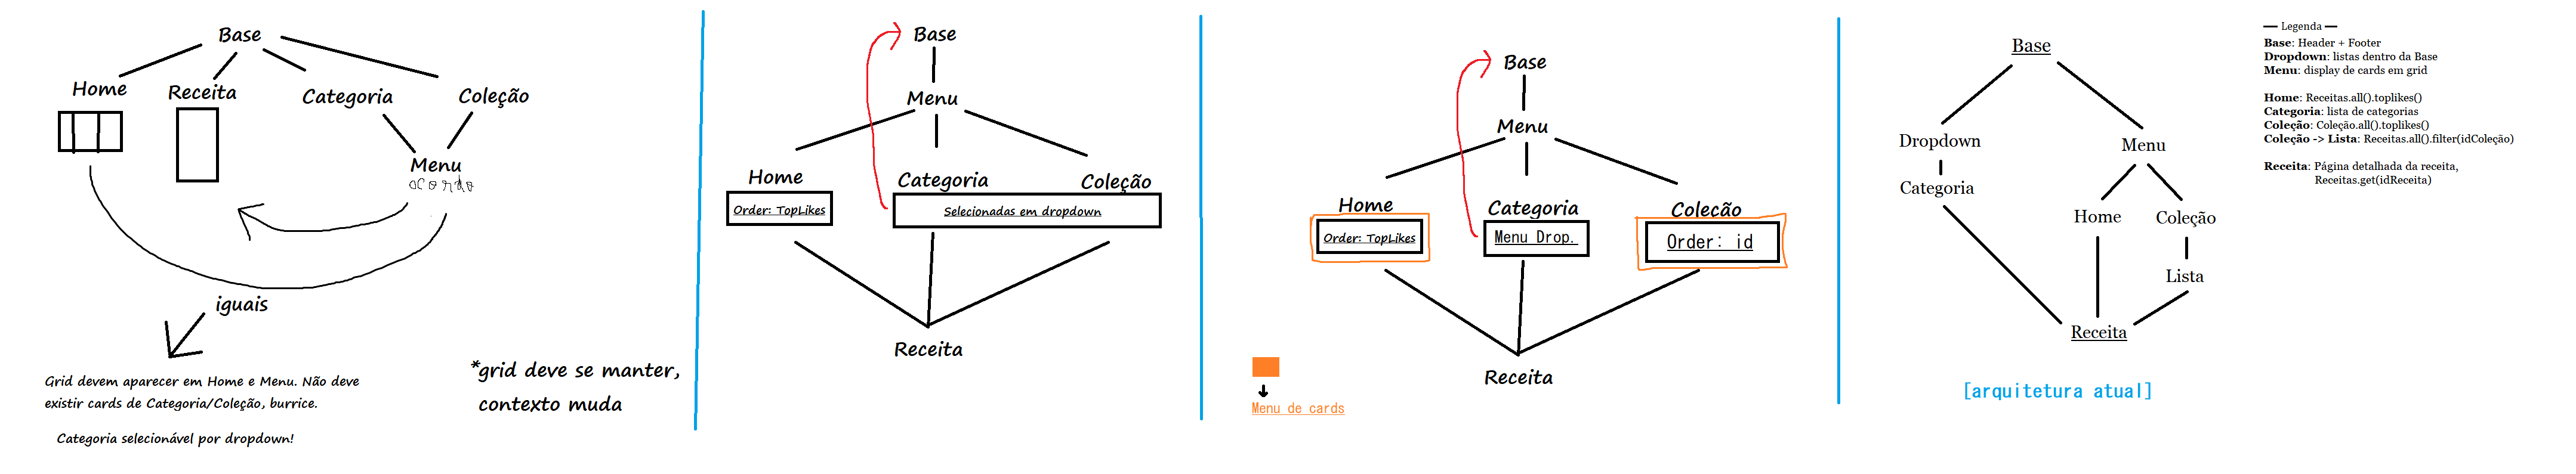 Base
Home
Receita
Categoria
Coleção
Menu
acordo
iguais
Grid devem aparecer em Home e Menu. Não deve
existir cards de Categoria/Coleção, burrice.
Categoria selecionável por dropdown!
*grid deve se manter,
contexto muda
Base
Menu
Home
Categoria
Coleção
Order: TopLikes
Selecionadas em dropdown
Receita
Base
Menu
Home
Categoria
Coleção
Order: TopLikes
Menu Drop.
Order: id
Receita
Menu de cards
Base
Dropdown
Menu
Categoria
Home
Coleção
Lista
Receita
[arquitetura atual]
— Legenda —
Base: Header + Footer
Dropdown: listas dentro da Base
Menu: display de cards em grid
Home: Receitas.all().toplikes()
Categoria: lista de categorias
Coleção: Coleção.all().toplikes()
Coleção -> Lista: Receitas.all().filter(idColeção)
Receita: Página detalhada da receita,
Receitas.get(idReceita)